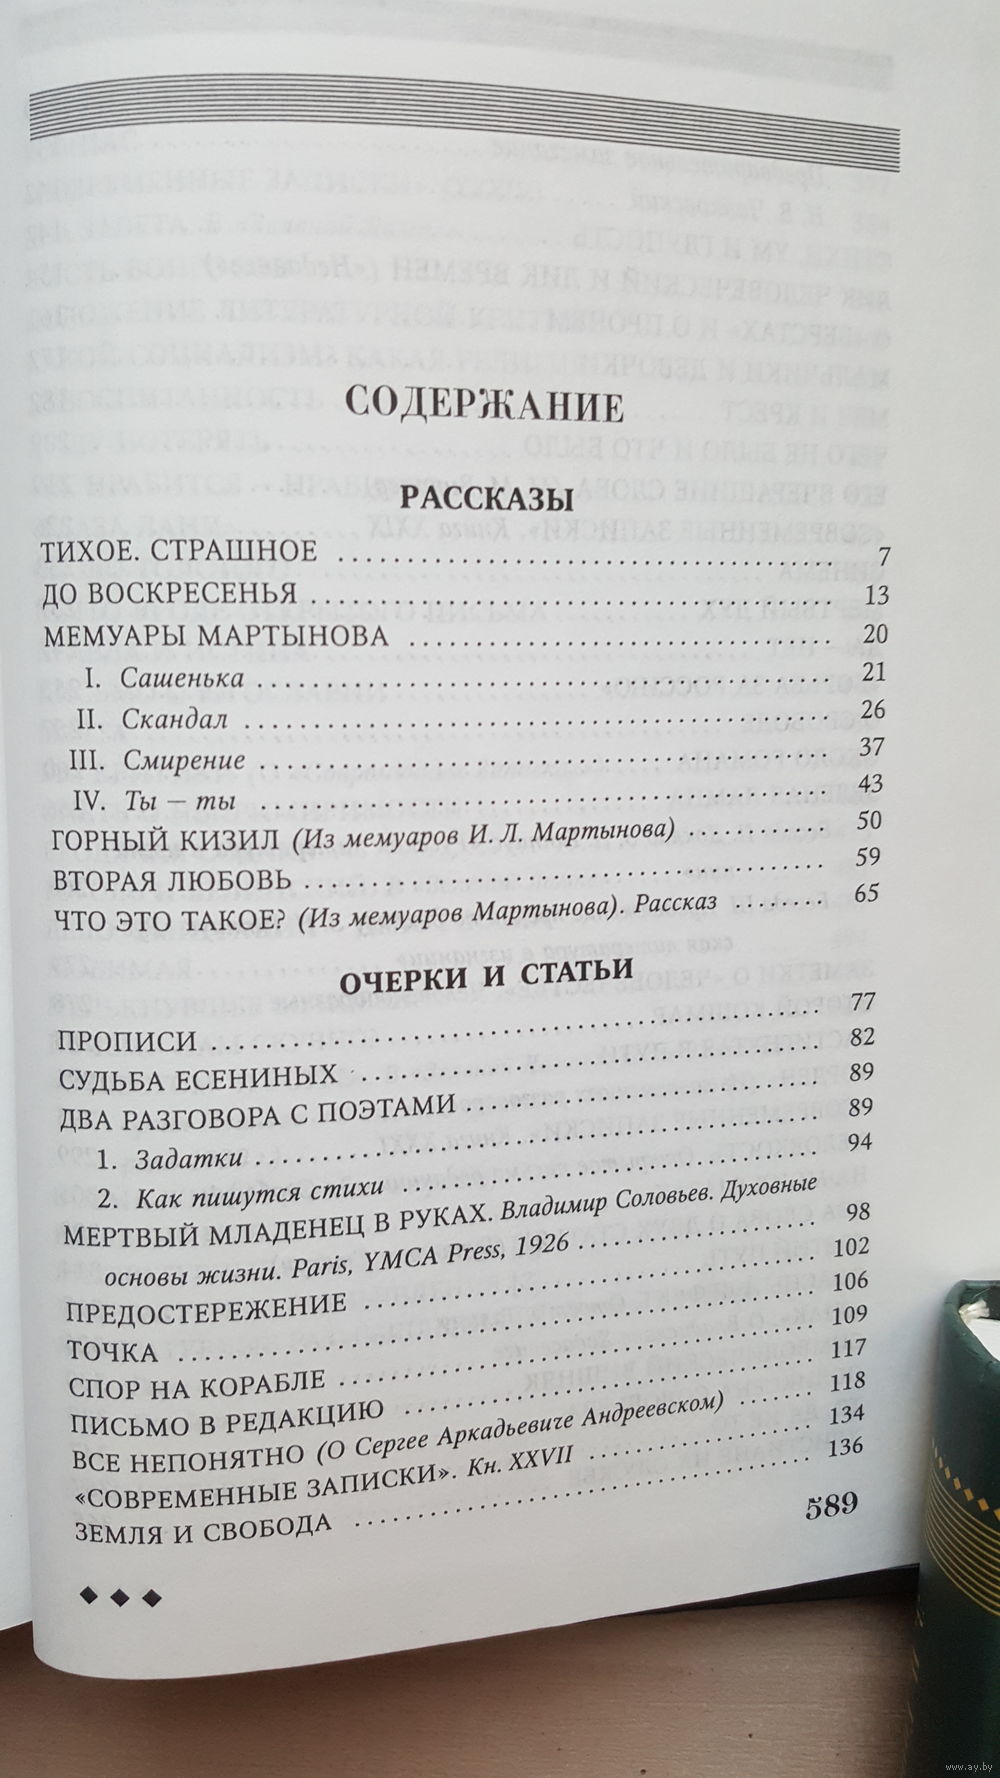 СОДЕРЖАНИЕ
РАССКАЗЫ
ТИХОЕ. СТРАШНОЕ ........ 7
ДО ВОСКРЕСЕНЬЯ ........ 13
МЕМУАРЫ МАРТЫНОВА ........ 20
I. Сашенька ........ 21
II. Скандал ........ 26
III. Смирение ........ 37
IV. Ты — ты ........ 43
ГОРНЫЙ КИЗИЛ (Из мемуаров И. Л. Мартынова) ........ 50
ВТОРАЯ ЛЮБОВЬ ........ 59
ЧТО ЭТО ТАКОЕ? (Из мемуаров Мартынова). Рассказ ........ 65
ОЧЕРКИ И СТАТЬИ
ПРОПИСИ ........ 77
СУДЬБА ЕСЕНИНЫХ ........ 82
ДВА РАЗГОВОРА С ПОЭТАМИ ........ 89
1. Задатки ........ 89
2. Как пишутся стихи ........ 94
МЕРТВЫЙ МЛАДЕНЕЦ В РУКАХ. Владимир Соловьев. Духовные
основы жизни. Paris, YMCA Press, 1926 ........ 98
ПРЕДОСТЕРЕЖЕНИЕ ........ 102
ТОЧКА ........ 106
СПОР НА КОРАБЛЕ ........ 109
ПИСЬМО В РЕДАКЦИЮ ........ 117
ВСЕ НЕПОНЯТНО (О Сергее Аркадьевиче Андреевском) ........ 118
«СОВРЕМЕННЫЕ ЗАПИСКИ». Кн. XXVII ........ 134
ЗЕМЛЯ И СВОБОДА ........ 136
589
www.ay.by